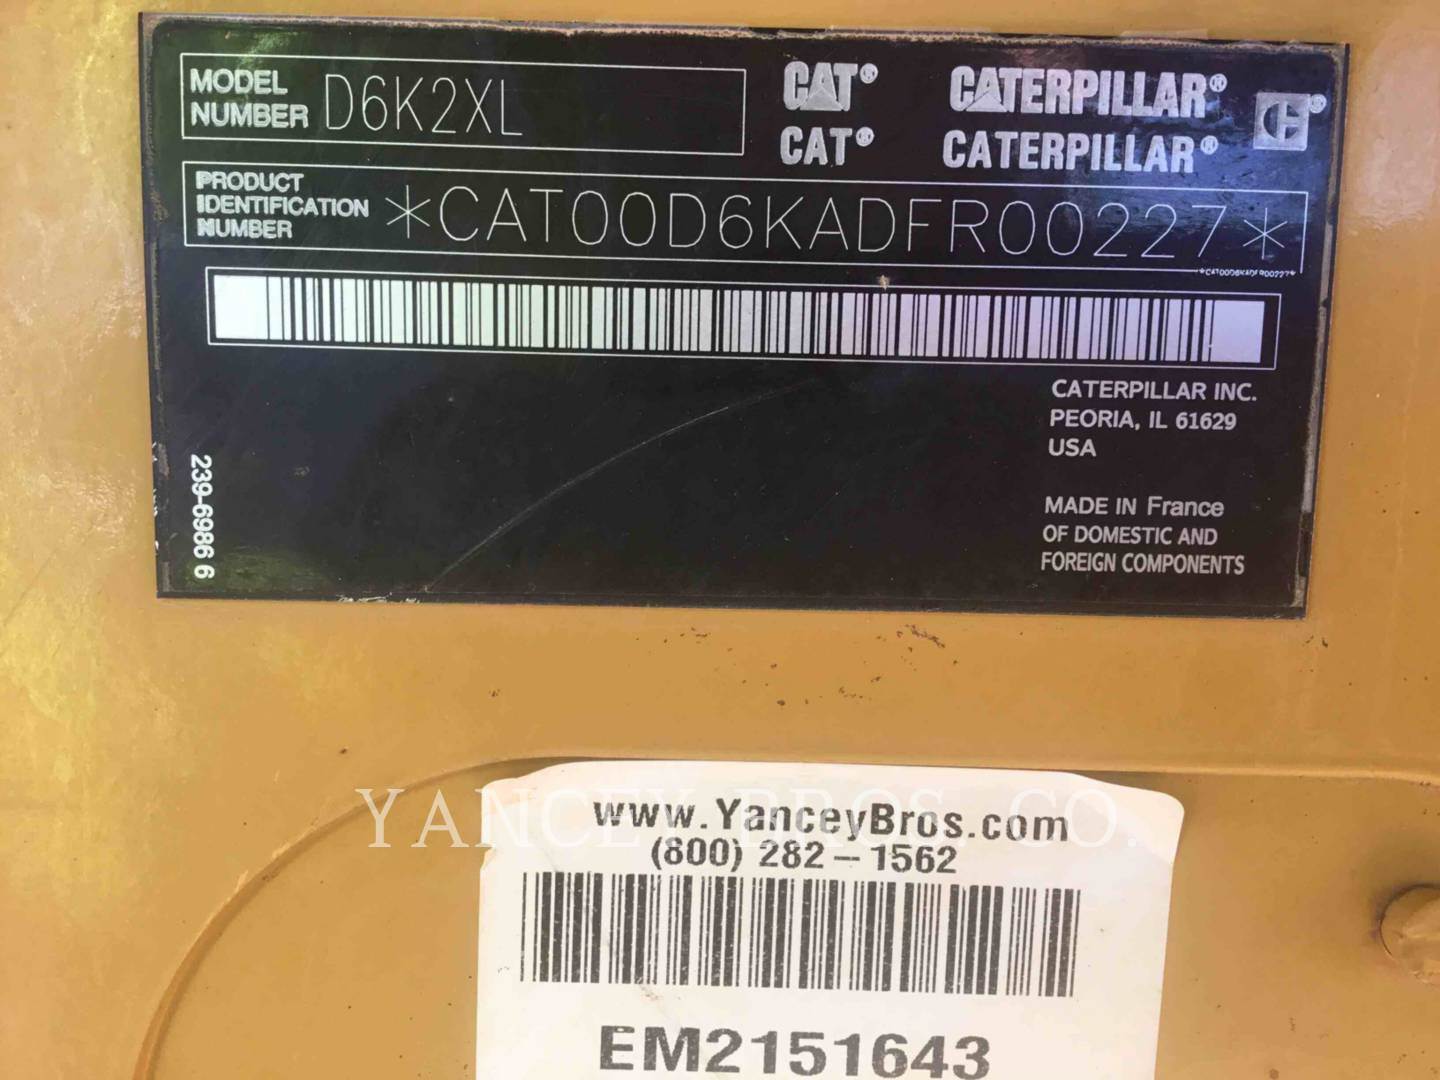 MODEL NUMBER D6K2XL
CAT® CATERPILLAR®
CAT® CATERPILLAR®
PRODUCT IDENTIFICATION NUMBER *CAT00D6KADFR00227*
*CAT00D6KADFR00227*
CATERPILLAR INC.
PEORIA, IL 61629
USA
MADE IN France
OF DOMESTIC AND
FOREIGN COMPONENTS
239-6986 6
www.YanceyBros.com
YANCEY BROS. CO.
(800) 282-1562
EM2151643